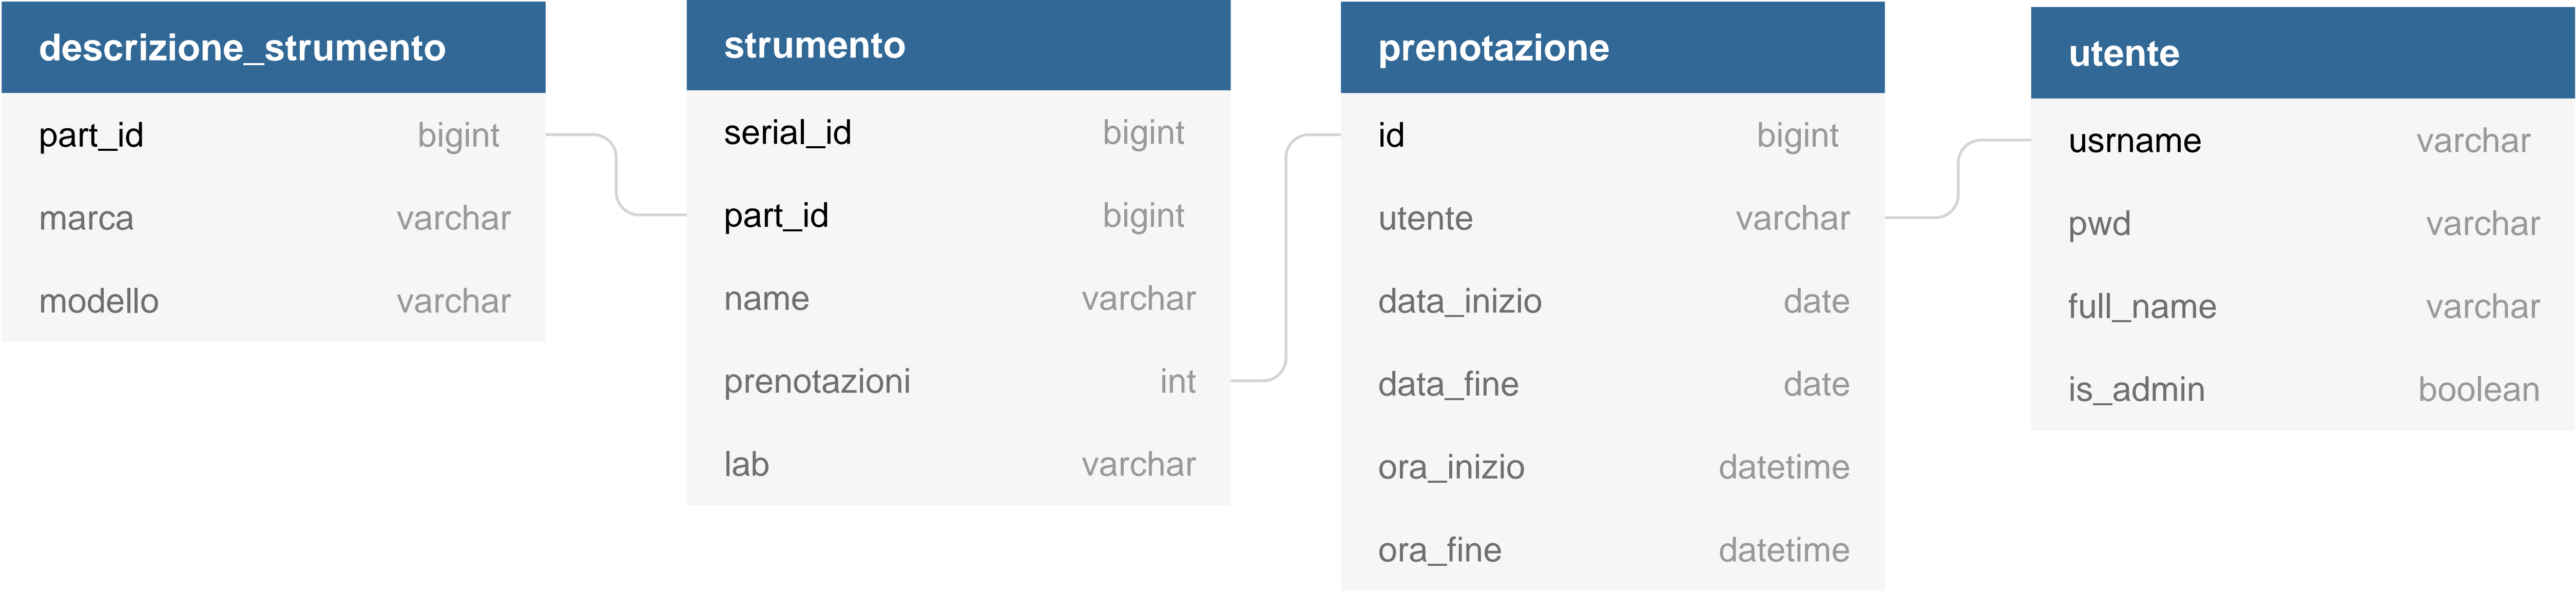 descrizione_strumento
part_id bigint
marca varchar
modello varchar
strumento
serial_id bigint
part_id bigint
name varchar
prenotazioni int
lab varchar
prenotazione
id bigint
utente varchar
data_inizio date
data_fine date
ora_inizio datetime
ora_fine datetime
utente
usrname varchar
pwd varchar
full_name varchar
is_admin boolean